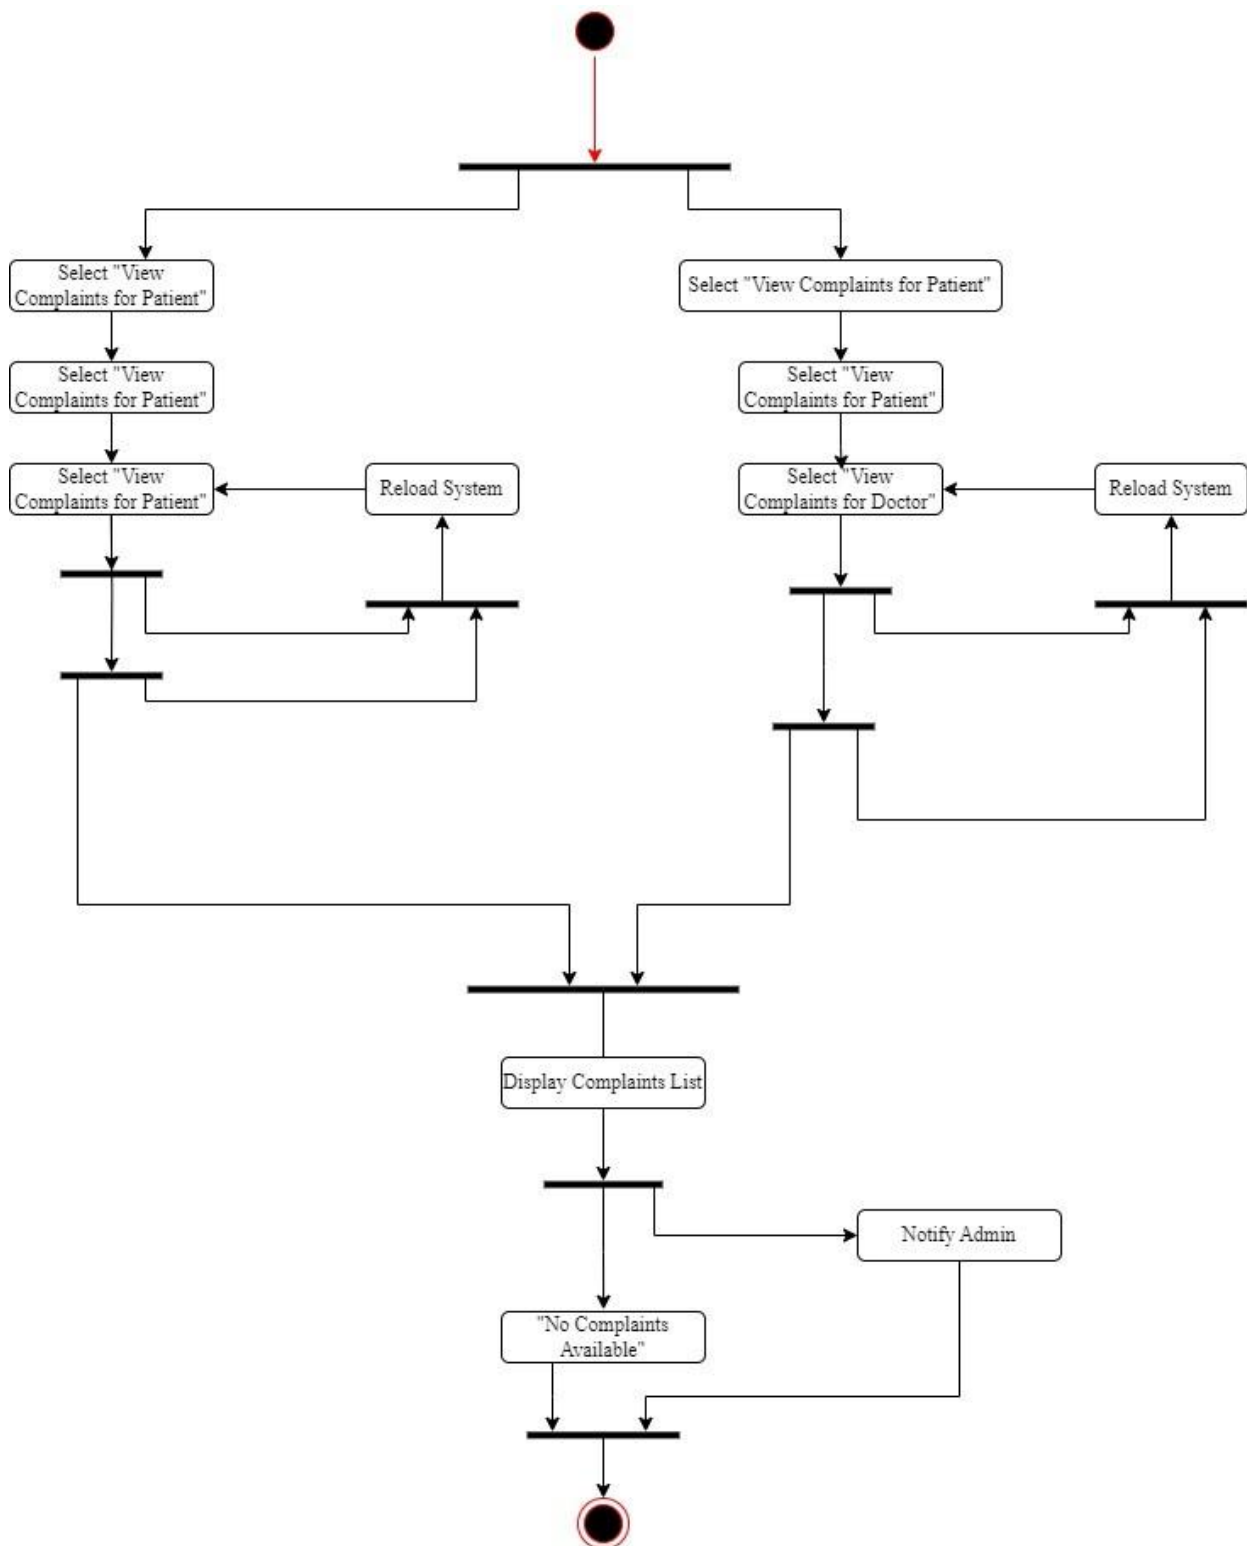 Select "View
Complaints for Patient"
Select "View Complaints for Patient"
Select "View
Complaints for Patient"
Select "View
Complaints for Patient"
Select "View
Complaints for Patient"
Reload System
Select "View
Complaints for Doctor"
Reload System
Display Complaints List
Notify Admin
"No Complaints
Available"